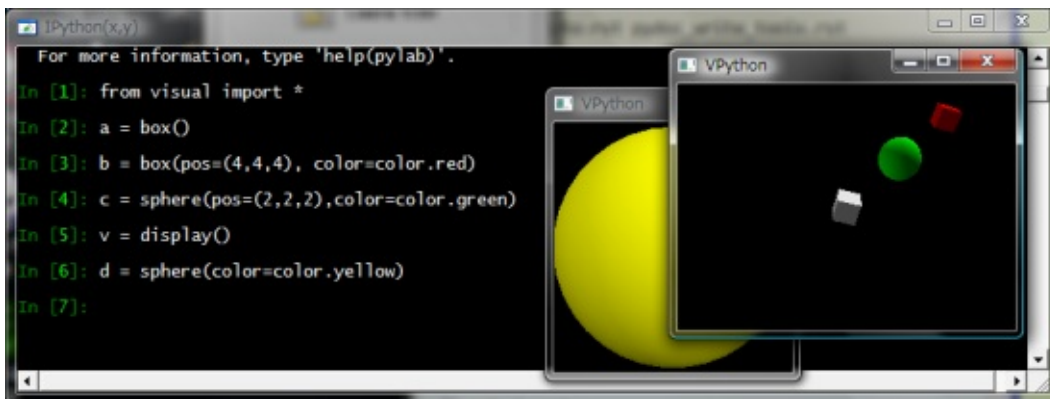 IPython(x,y)
For more information, type 'help(pylab)'.
In [1]: from visual import *
In [2]: a = box()
In [3]: b = box(pos=(4,4,4), color=color.red)
In [4]: c = sphere(pos=(2,2,2),color=color.green)
In [5]: v = display()
In [6]: d = sphere(color=color.yellow)
In [7]:
VPython
VPython